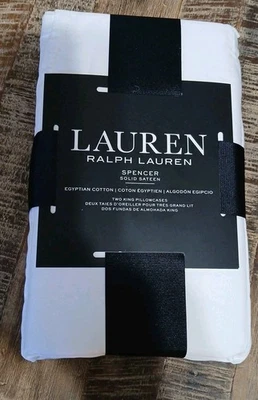 LAUREN
RALPH LAUREN
SPENCER
SOLID SATEEN
EGYPTIAN COTTON | COTON ÉGYPTIEN | ALGODÓN EGIPCIO
TWO KING PILLOWCASES
DEUX TAIES D'OREILLER POUR TRÈS GRAND LIT
DOS FUNDAS DE ALMOHADA KING